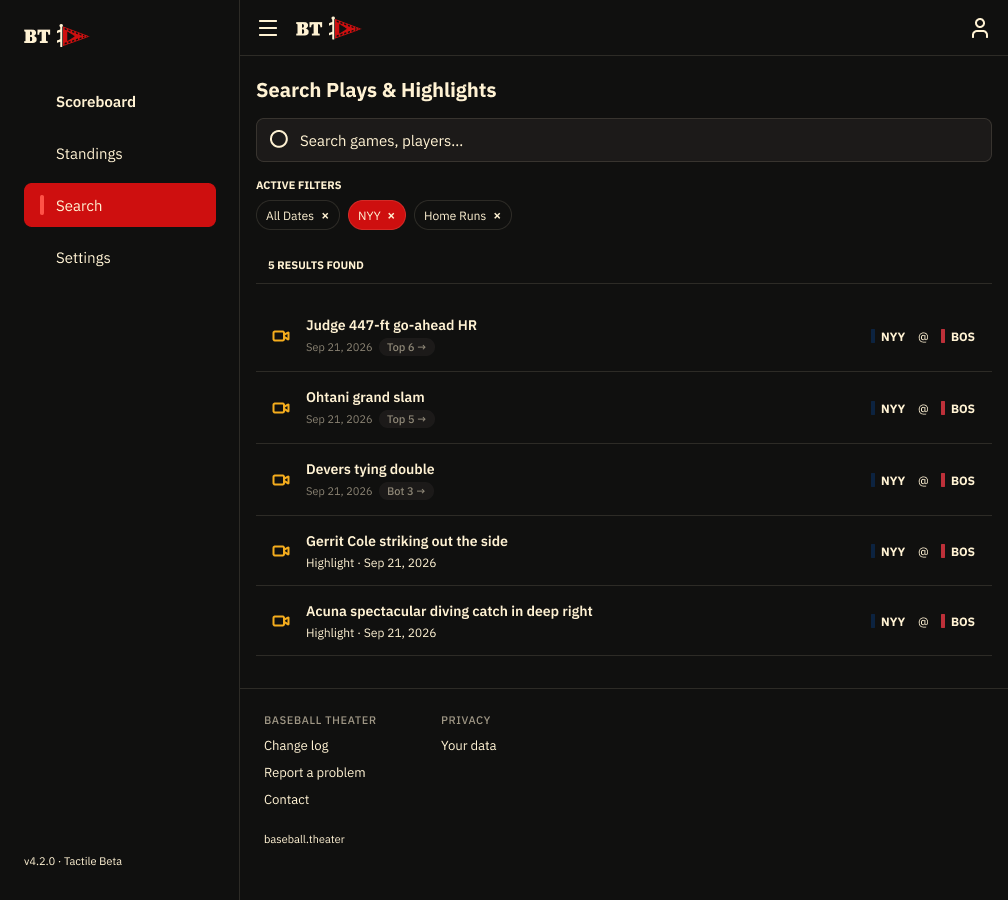 BT
Scoreboard
Standings
Search
Settings
v4.2.0 · Tactile Beta
BT
Search Plays & Highlights
Search games, players...
ACTIVE FILTERS
All Dates × NYY × Home Runs ×
5 RESULTS FOUND
Judge 447-ft go-ahead HR
Sep 21, 2026 Top 6 → NYY @ BOS
Ohtani grand slam
Sep 21, 2026 Top 5 → NYY @ BOS
Devers tying double
Sep 21, 2026 Bot 3 → NYY @ BOS
Gerrit Cole striking out the side
Highlight · Sep 21, 2026 NYY @ BOS
Acuna spectacular diving catch in deep right
Highlight · Sep 21, 2026 NYY @ BOS
BASEBALL THEATER
Change log
Report a problem
Contact
PRIVACY
Your data
baseball.theater